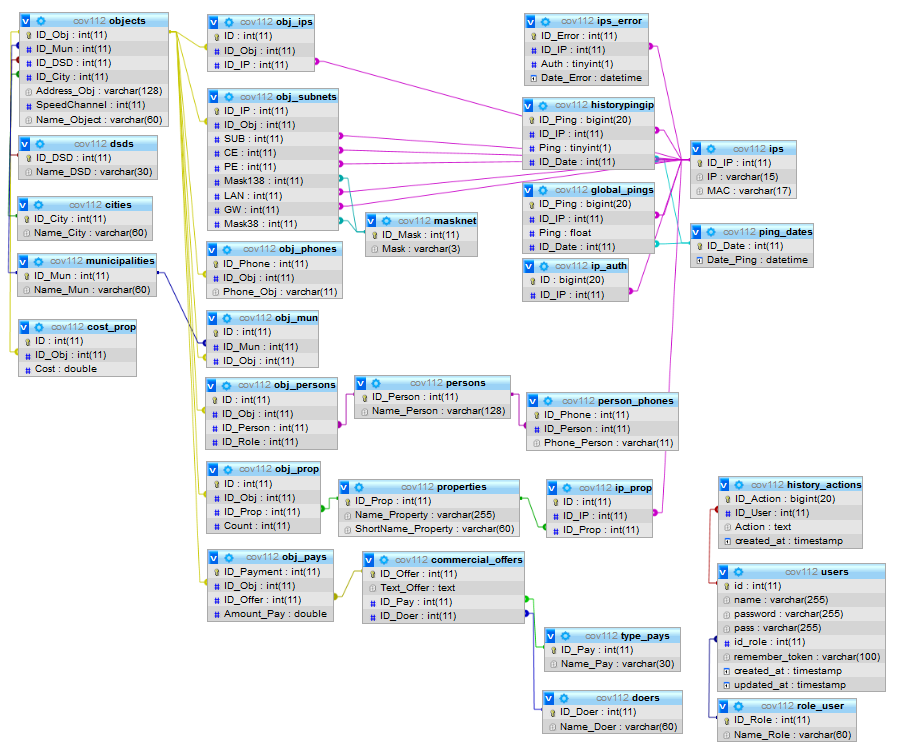 cov112 objects
ID_Obj : int(11)
ID_Mun : int(11)
ID_DSD : int(11)
ID_City : int(11)
Address_Obj : varchar(128)
SpeedChannel : int(11)
Name_Object : varchar(60)
cov112 dsds
ID_DSD : int(11)
Name_DSD : varchar(30)
cov112 cities
ID_City : int(11)
Name_City : varchar(60)
cov112 municipalities
ID_Mun : int(11)
Name_Mun : varchar(60)
cov112 cost_prop
ID : int(11)
ID_Obj : int(11)
Cost : double
cov112 obj_ips
ID : int(11)
ID_Obj : int(11)
ID_IP : int(11)
cov112 obj_subnets
ID_IP : int(11)
ID_Obj : int(11)
SUB : int(11)
CE : int(11)
PE : int(11)
Mask138 : int(11)
LAN : int(11)
GW : int(11)
Mask38 : int(11)
cov112 masknet
ID_Mask : int(11)
Mask : varchar(3)
cov112 obj_phones
ID_Phone : int(11)
ID_Obj : int(11)
Phone_Obj : varchar(11)
cov112 obj_mun
ID : int(11)
ID_Mun : int(11)
ID_Obj : int(11)
cov112 obj_persons
ID : int(11)
ID_Obj : int(11)
ID_Person : int(11)
ID_Role : int(11)
cov112 persons
ID_Person : int(11)
Name_Person : varchar(128)
cov112 person_phones
ID_Phone : int(11)
ID_Person : int(11)
Phone_Person : varchar(11)
cov112 obj_prop
ID : int(11)
ID_Obj : int(11)
ID_Prop : int(11)
Count : int(11)
cov112 properties
ID_Prop : int(11)
Name_Property : varchar(255)
ShortName_Property : varchar(60)
cov112 ip_prop
ID : int(11)
ID_IP : int(11)
ID_Prop : int(11)
cov112 obj_pays
ID_Payment : int(11)
ID_Obj : int(11)
ID_Offer : int(11)
Amount_Pay : double
cov112 commercial_offers
ID_Offer : int(11)
Text_Offer : text
ID_Pay : int(11)
ID_Doer : int(11)
cov112 type_pays
ID_Pay : int(11)
Name_Pay : varchar(30)
cov112 doers
ID_Doer : int(11)
Name_Doer : varchar(60)
cov112 ips_error
ID_Error : int(11)
ID_IP : int(11)
Auth : tinyint(1)
Date_Error : datetime
cov112 historypingip
ID_Ping : bigint(20)
ID_IP : int(11)
Ping : tinyint(1)
ID_Date : int(11)
cov112 global_pings
ID_Ping : bigint(20)
ID_IP : int(11)
Ping : float
ID_Date : int(11)
cov112 ip_auth
ID : bigint(20)
ID_IP : int(11)
cov112 ips
ID_IP : int(11)
IP : varchar(15)
MAC : varchar(17)
cov112 ping_dates
ID_Date : int(11)
Date_Ping : datetime
cov112 history_actions
ID_Action : bigint(20)
ID_User : int(11)
Action : text
created_at : timestamp
cov112 users
id : int(11)
name : varchar(255)
password : varchar(255)
pass : varchar(255)
id_role : int(11)
remember_token : varchar(100)
created_at : timestamp
updated_at : timestamp
cov112 role_user
ID_Role : int(11)
Name_Role : varchar(60)